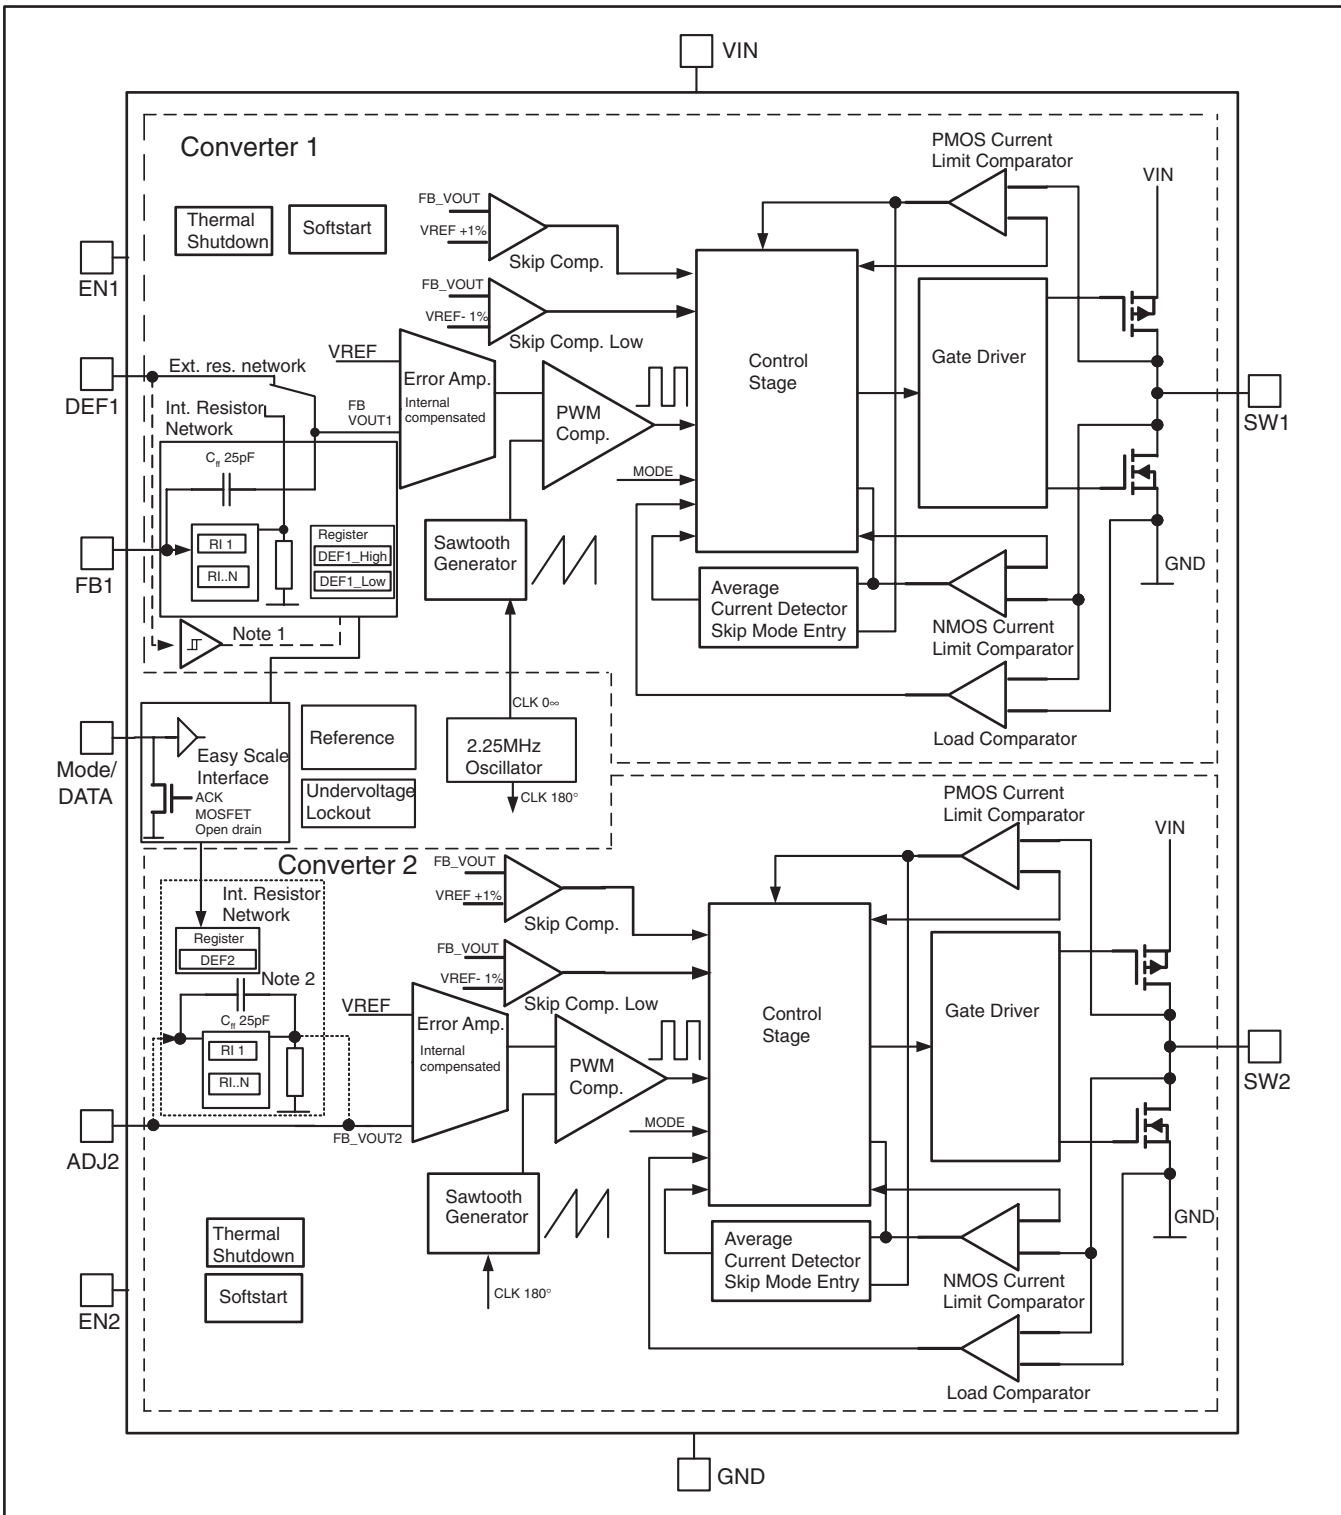 VIN
Converter 1
PMOS Current
Limit Comparator
VIN
Thermal
Shutdown
Softstart
FB_VOUT
VREF +1%
Skip Comp.
EN1
FB_VOUT
VREF- 1%
Skip Comp. Low
VREF
Error Amp.
Internal
compensated
Control
Stage
Gate Driver
Ext. res. network
DEF1
Int. Resistor
Network
FB
VOUT1
PWM
Comp.
SW1
Cff 25pF
MODE
RI 1
RI..N
Register
DEF1_High
DEF1_Low
FB1
Sawtooth
Generator
GND
Average
Current Detector
Skip Mode Entry
NMOS Current
Limit Comparator
Note 1
CLK 0∞
Load Comparator
Mode/
DATA
Easy Scale
Interface
ACK
MOSFET
Open drain
Reference
Undervoltage
Lockout
2.25MHz
Oscillator
CLK 180°
PMOS Current
Limit Comparator
VIN
Converter 2
FB_VOUT
VREF +1%
Skip Comp.
Int. Resistor
Network
Register
DEF2
Note 2
Cff 25pF
RI 1
RI..N
FB_VOUT
VREF- 1%
Skip Comp. Low
VREF
Error Amp.
Internal
compensated
Control
Stage
Gate Driver
PWM
Comp.
SW2
MODE
ADJ2
FB_VOUT2
Sawtooth
Generator
GND
Thermal
Shutdown
Softstart
Average
Current Detector
Skip Mode Entry
NMOS Current
Limit Comparator
CLK 180°
EN2
Load Comparator
GND